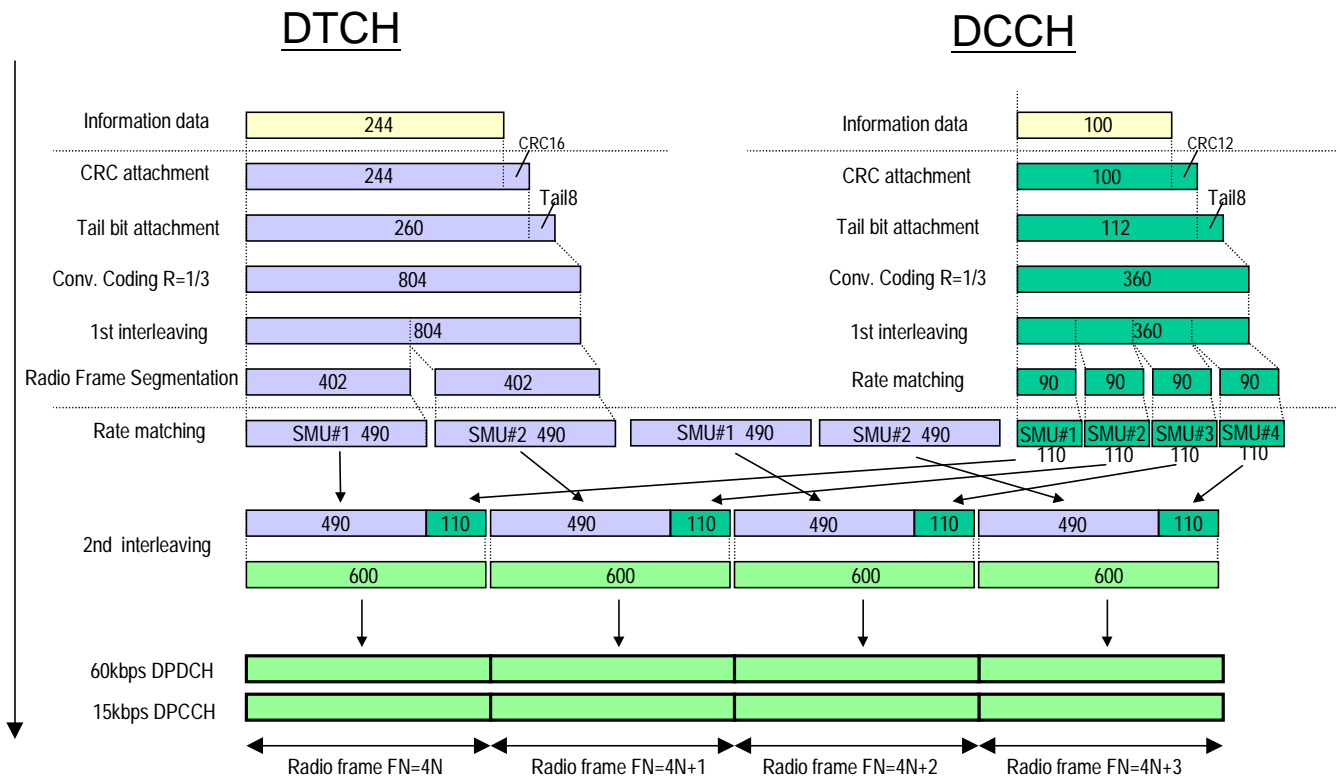 DTCH
DCCH
Information data
244
Information data
100
CRC16
CRC12
CRC attachment
244
CRC attachment
100
Tail8
Tail8
Tail bit attachment
260
Tail bit attachment
112
Conv. Coding R=1/3
804
Conv. Coding R=1/3
360
1st interleaving
804
1st interleaving
360
Radio Frame Segmentation
402
402
Rate matching
90
90
90
90
Rate matching
SMU#1 490
SMU#2 490
SMU#1 490
SMU#2 490
SMU#1
SMU#2
SMU#3
SMU#4
110
110
110
110
2nd interleaving
490
110
490
110
490
110
490
110
600
600
600
600
60kbps DPDCH
15kbps DPCCH
Radio frame FN=4N
Radio frame FN=4N+1
Radio frame FN=4N+2
Radio frame FN=4N+3